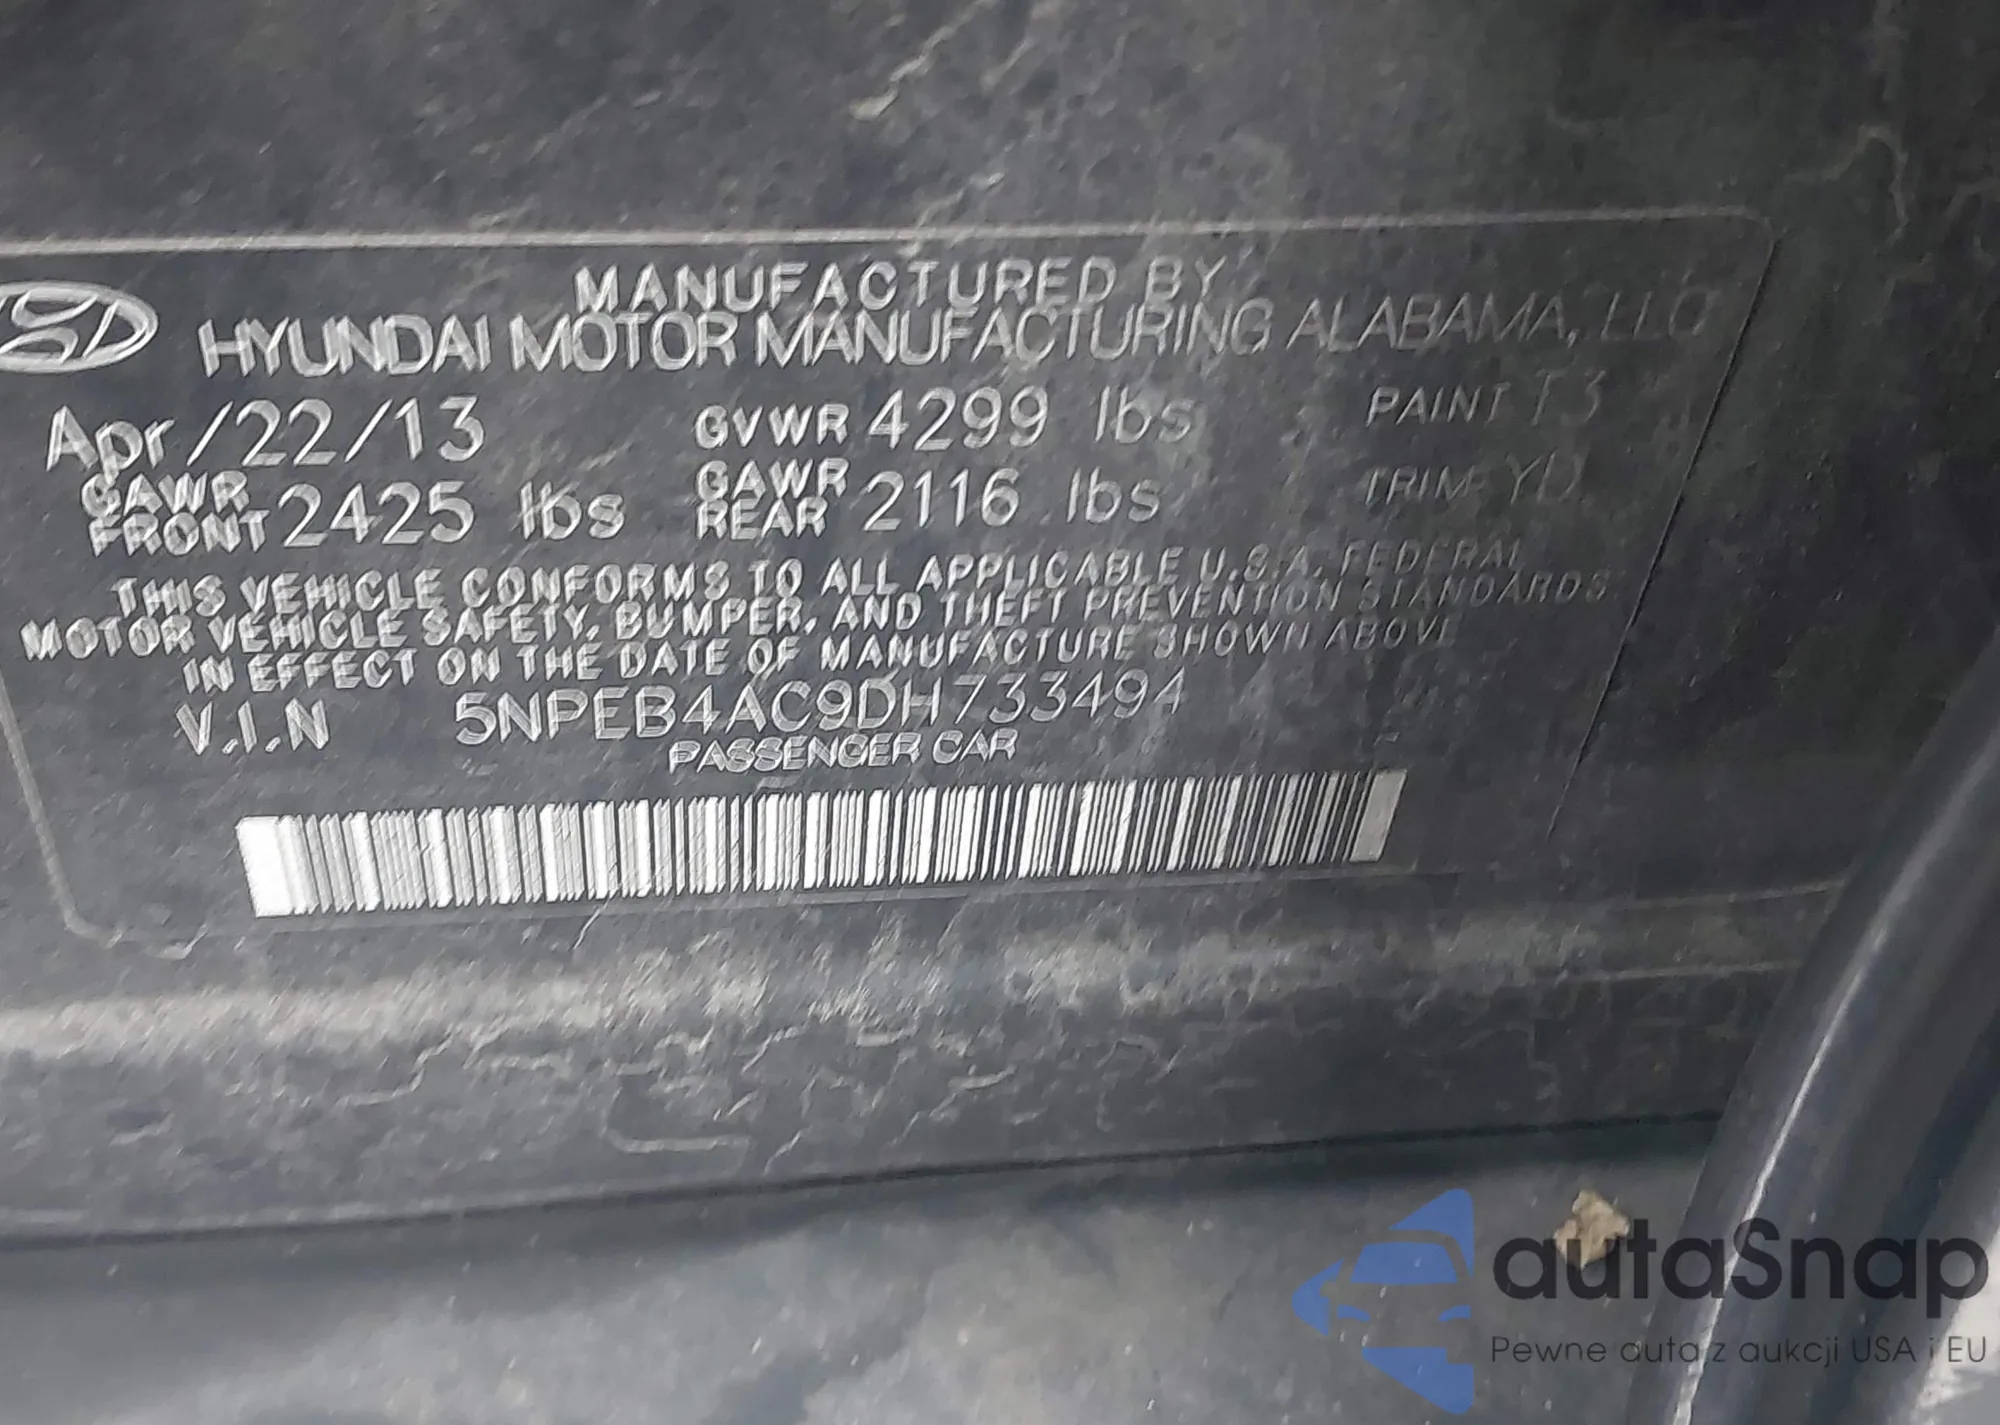 MANUFACTURED BY
HYUNDAI MOTOR MANUFACTURING ALABAMA, LLC
Apr/22/13 GVWR 4299 lbs PAINT T3
GAWR FRONT 2425 lbs GAWR REAR 2116 lbs TRIM YD
THIS VEHICLE CONFORMS TO ALL APPLICABLE U.S.A. FEDERAL
MOTOR VEHICLE SAFETY, BUMPER, AND THEFT PREVENTION STANDARDS
IN EFFECT ON THE DATE OF MANUFACTURE SHOWN ABOVE
V.I.N 5NPEB4AC9DH733494
PASSENGER CAR
autaSnap
Pewne auta z aukcji USA i EU